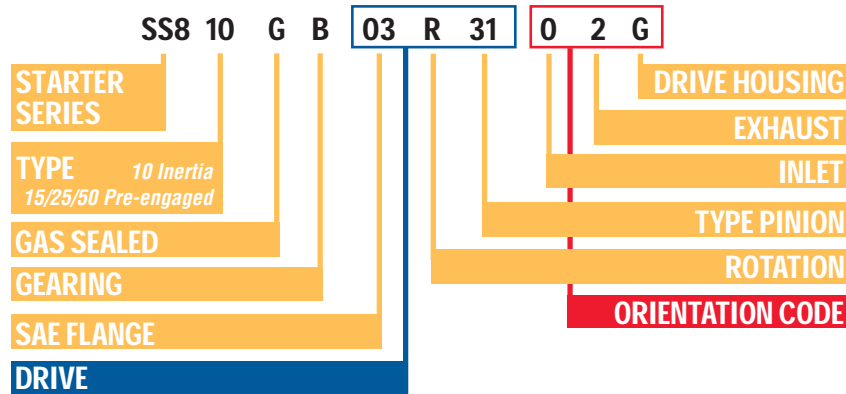 SS8 10 G B 03 R 31 0 2 G
STARTER
SERIES
DRIVE HOUSING
EXHAUST
TYPE 10 Inertia
15/25/50 Pre-engaged
INLET
TYPE PINION
GAS SEALED
ROTATION
GEARING
ORIENTATION CODE
SAE FLANGE
DRIVE